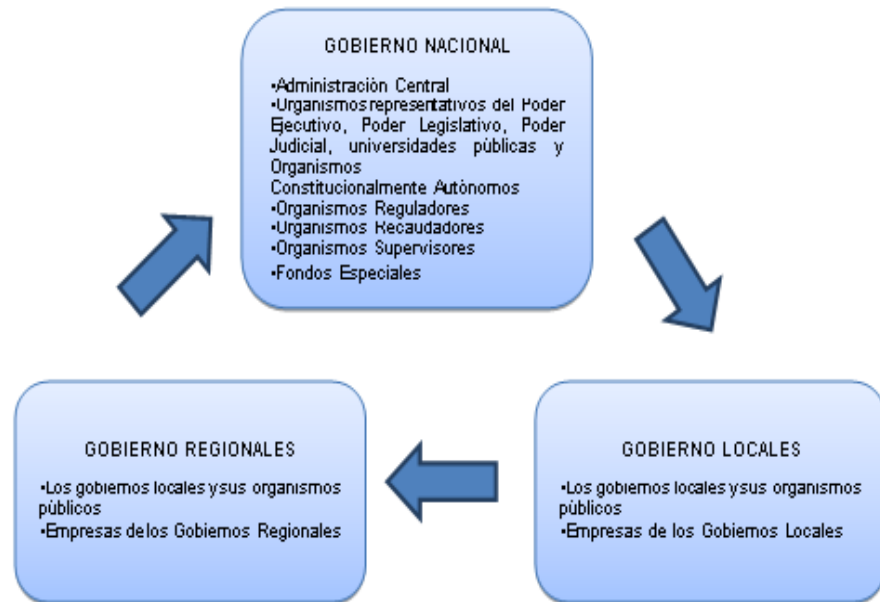 GOBIERNO NACIONAL
•Administración Central
•Organismos representativos del Poder
Ejecutivo, Poder Legislativo, Poder
Judicial, universidades públicas y
Organismos
Constitucionalmente Autónomos
•Organismos Reguladores
•Organismos Recaudadores
•Organismos Supervisores
•Fondos Especiales
GOBIERNO REGIONALES
•Los gobiernos locales y sus organismos
públicos
•Empresas de los Gobiernos Regionales
GOBIERNO LOCALES
•Los gobiernos locales y sus organismos
públicos
•Empresas de los Gobiernos Locales